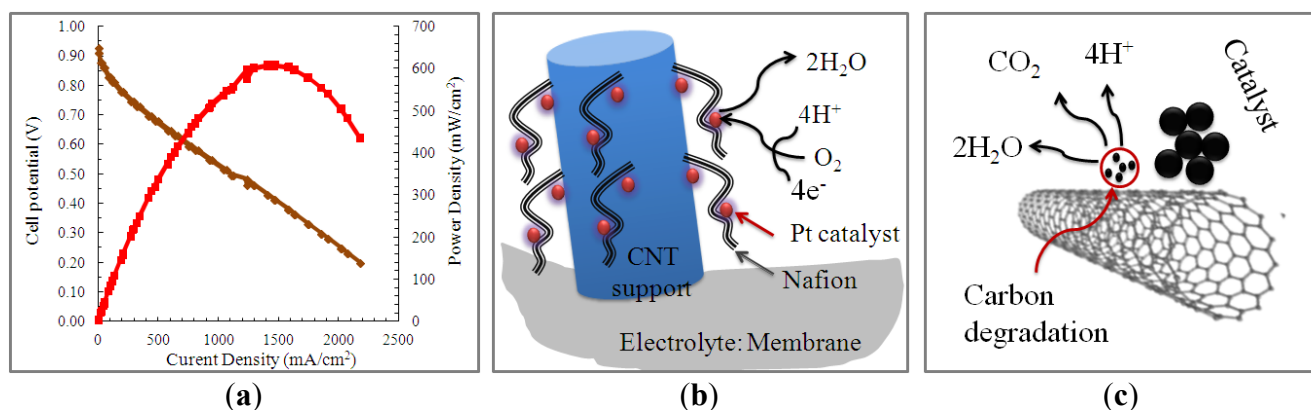 1.00
0.90
0.80
0.70
0.60
0.50
0.40
0.30
0.20
0.10
0.00
Cell potential (V)
700
600
500
400
300
200
100
0
Power Density (mW/cm²)
0 500 1000 1500 2000 2500
Curent Density (mA/cm²)
(a)
2H₂O
4H⁺
O₂
4e⁻
Pt catalyst
Nafion
CNT
support
Electrolyte: Membrane
(b)
CO₂
4H⁺
Catalyst
2H₂O
Carbon
degradation
(c)